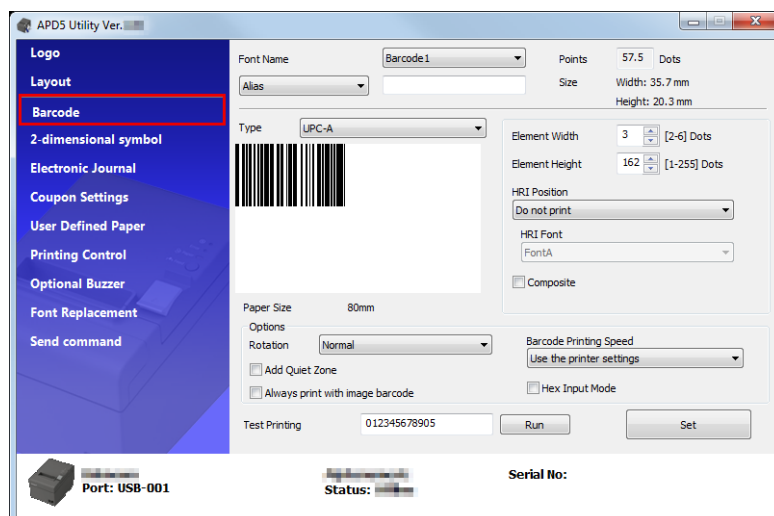 APD5 Utility Ver.
Logo
Layout
Barcode
2-dimensional symbol
Electronic Journal
Coupon Settings
User Defined Paper
Printing Control
Optional Buzzer
Font Replacement
Send command
Font Name Barcode1 Points 57.5 Dots
Alias Size Width: 35.7 mm
Height: 20.3 mm
Type UPC-A
Element Width 3 [2-6] Dots
Element Height 162 [1-255] Dots
HRI Position
Do not print
HRI Font
FontA
Composite
Paper Size 80mm
Options
Rotation Normal
Add Quiet Zone
Always print with image barcode
Barcode Printing Speed
Use the printer settings
Hex Input Mode
Test Printing 012345678905 Run Set
Port: USB-001
Status:
Serial No: